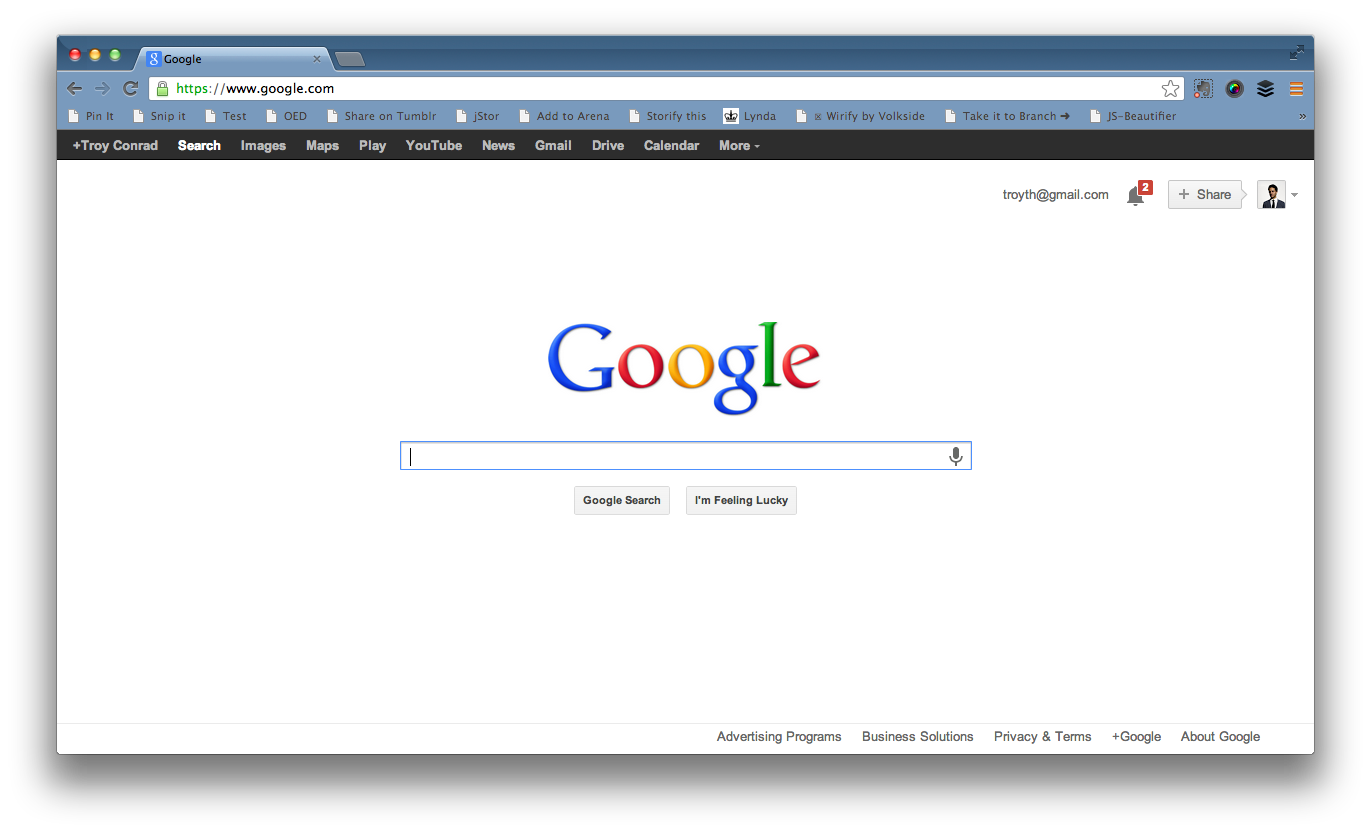 Google
https://www.google.com
Pin It Snip it Test OED Share on Tumblr jStor Add to Arena Storify this Lynda Wirify by Volkside Take it to Branch ➔ JS-Beautifier »
+Troy Conrad Search Images Maps Play YouTube News Gmail Drive Calendar More
troyth@gmail.com 2 + Share
Google
Google Search I'm Feeling Lucky
Advertising Programs Business Solutions Privacy & Terms +Google About Google